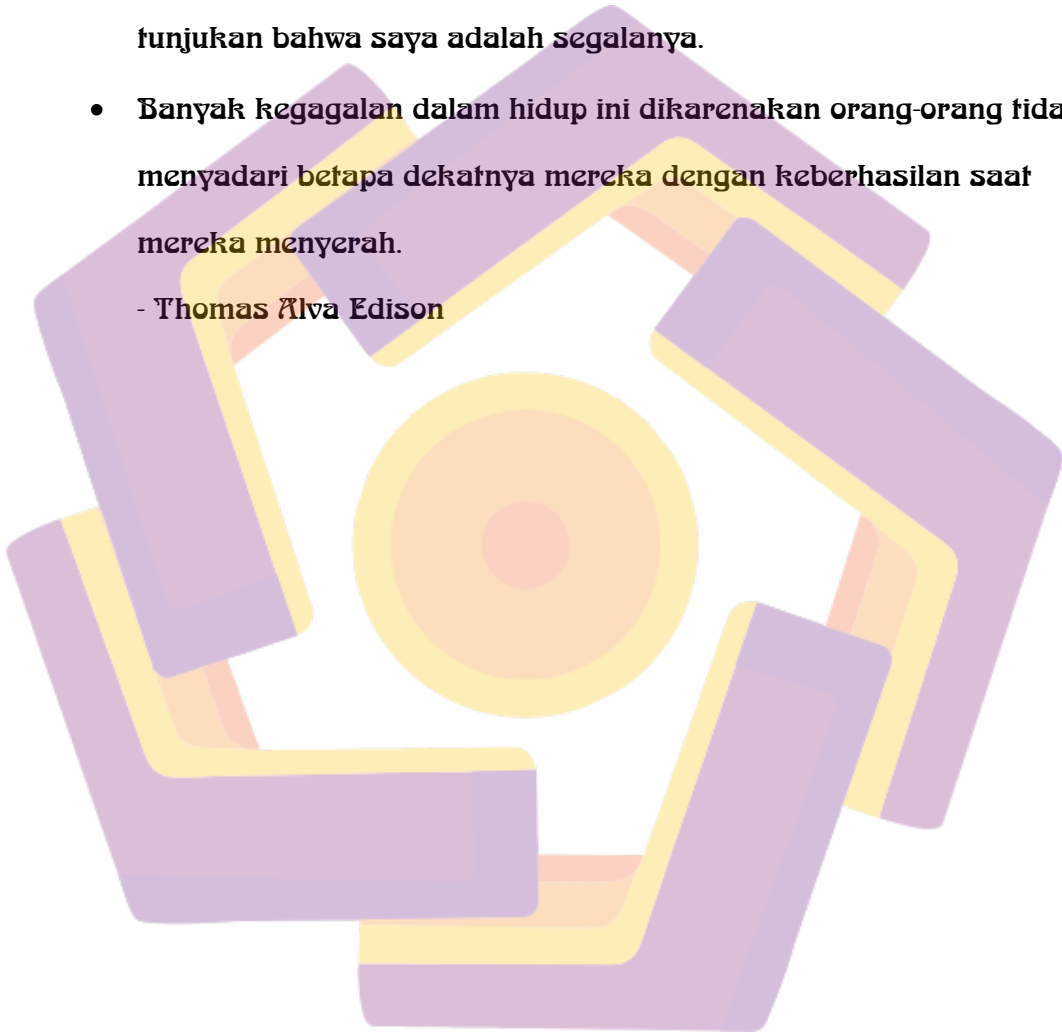 tunjukan bahwa saya adalah segalanya.
• Banyak kegagalan dalam hidup ini dikarenakan orang-orang tida
menyadari betapa dekatnya mereka dengan keberhasilan saat
mereka menyerah.
- Thomas Alva Edison